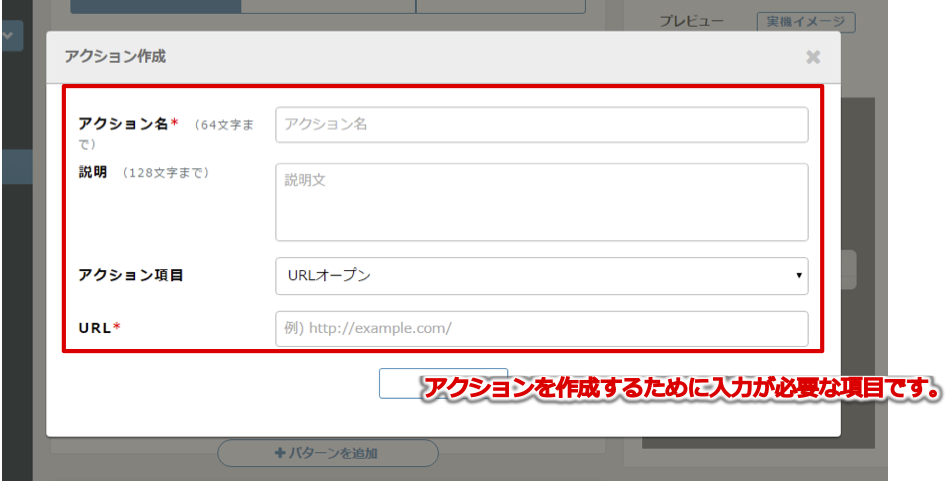 プレビュー
実機イメージ
アクション作成
アクション名* （64文字ま
で）
アクション名
説明 （128文字まで）
説明文
アクション項目
URLオープン
URL*
例) http://example.com/
アクションを作成するために入力が必要な項目です。
パターンを追加